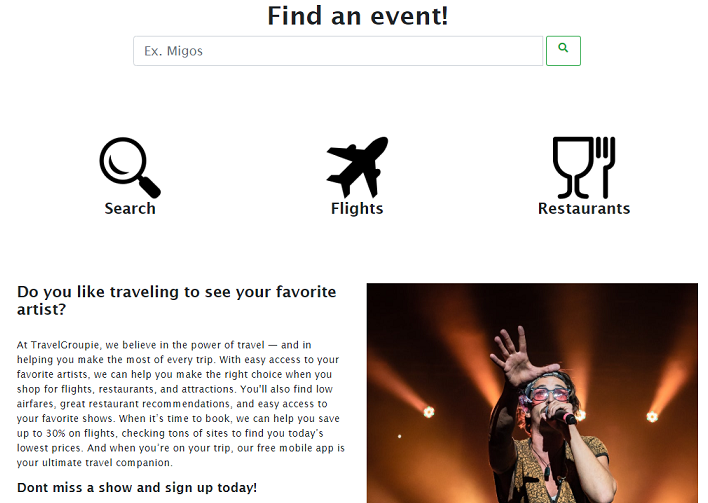 Find an event!
Ex. Migos
Search
Flights
Restaurants
Do you like traveling to see your favorite
artist?
At TravelGroupie, we believe in the power of travel — and in
helping you make the most of every trip. With easy access to your
favorite artists, we can help you make the right choice when you
shop for flights, restaurants, and attractions. You'll also find low
airfares, great restaurant recommendations, and easy access to
your favorite shows. When it's time to book, we can help you save
up to 30% on flights, checking tons of sites to find you today's
lowest prices. And when you're on your trip, our free mobile app is
your ultimate travel companion.
Dont miss a show and sign up today!